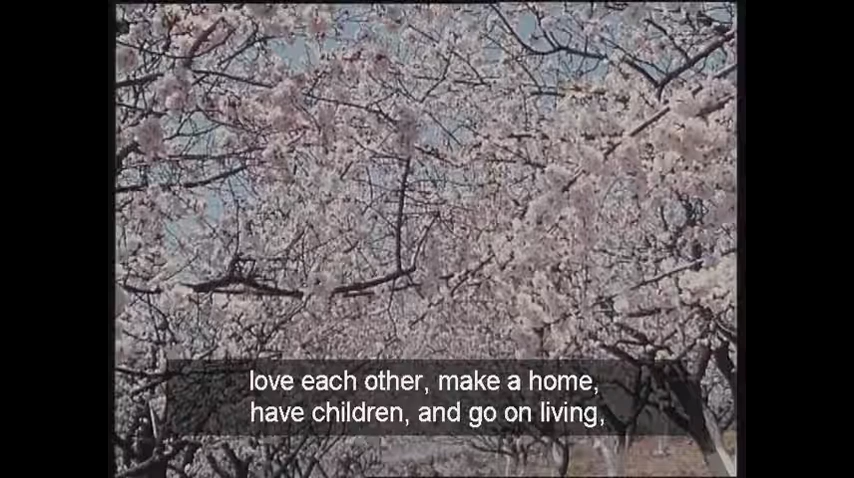 love each other, make a home,
have children, and go on living,